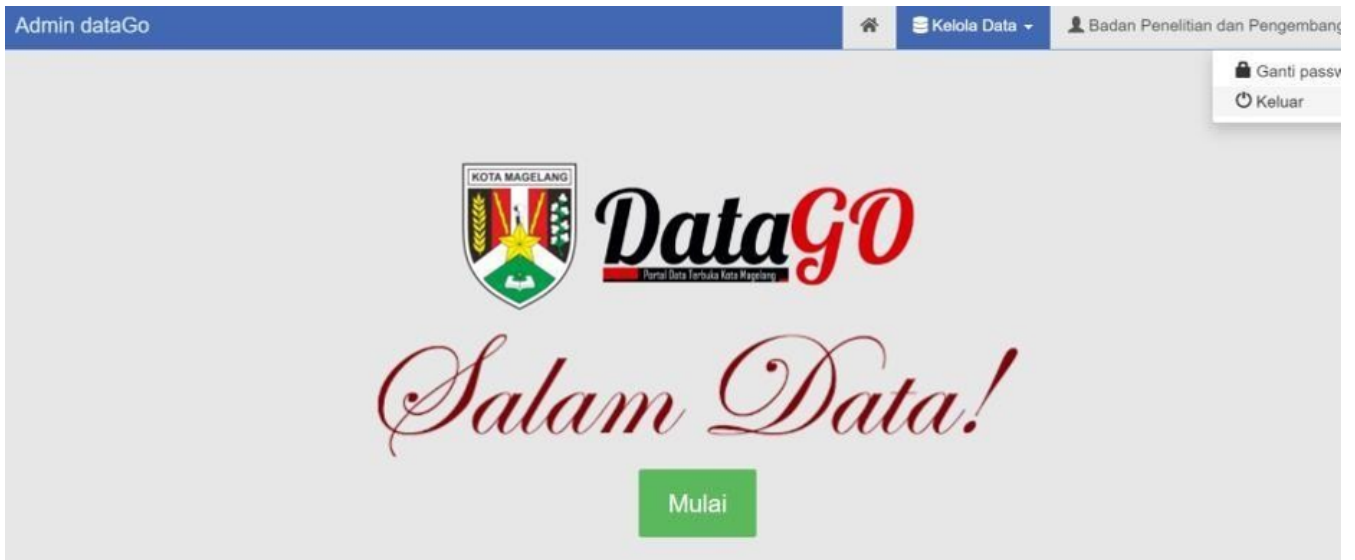 Admin dataGo
Kelola Data
Badan Penelitian dan Pengembang
Ganti passw
Keluar
KOTA MAGELANG
DataGO
Portal Data Terbuka Kota Magelang
Salam Data!
Mulai